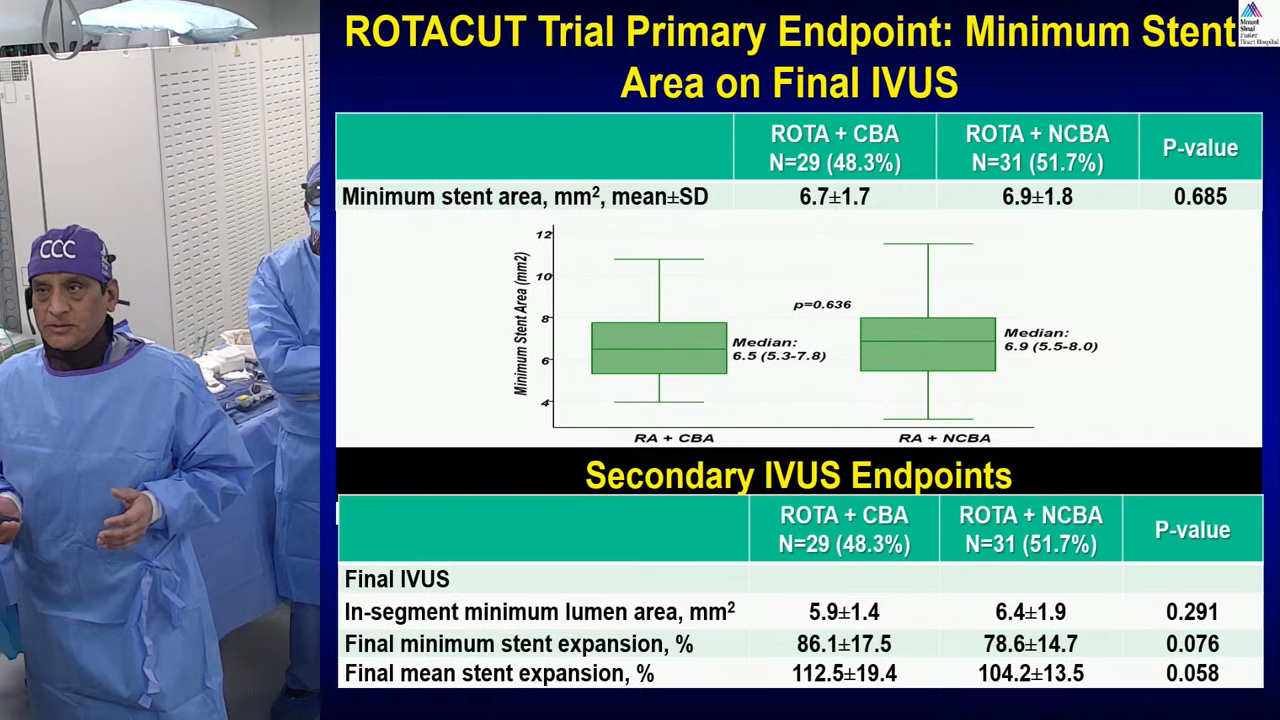 ROTACUT Trial Primary Endpoint: Minimum Stent
Area on Final IVUS
Mount
Sinai
Fuster
Heart Hospital
ROTA + CBA
N=29 (48.3%)
ROTA + NCBA
N=31 (51.7%)
P-value
Minimum stent area, mm², mean±SD 6.7±1.7 6.9±1.8 0.685
Minimum Stent Area (mm2)
12
10
8
6
4
p=0.636
Median:
6.5 (5.3-7.8)
Median:
6.9 (5.5-8.0)
RA + CBA
RA + NCBA
Secondary IVUS Endpoints
ROTA + CBA
N=29 (48.3%)
ROTA + NCBA
N=31 (51.7%)
P-value
Final IVUS
In-segment minimum lumen area, mm² 5.9±1.4 6.4±1.9 0.291
Final minimum stent expansion, % 86.1±17.5 78.6±14.7 0.076
Final mean stent expansion, % 112.5±19.4 104.2±13.5 0.058
CCC